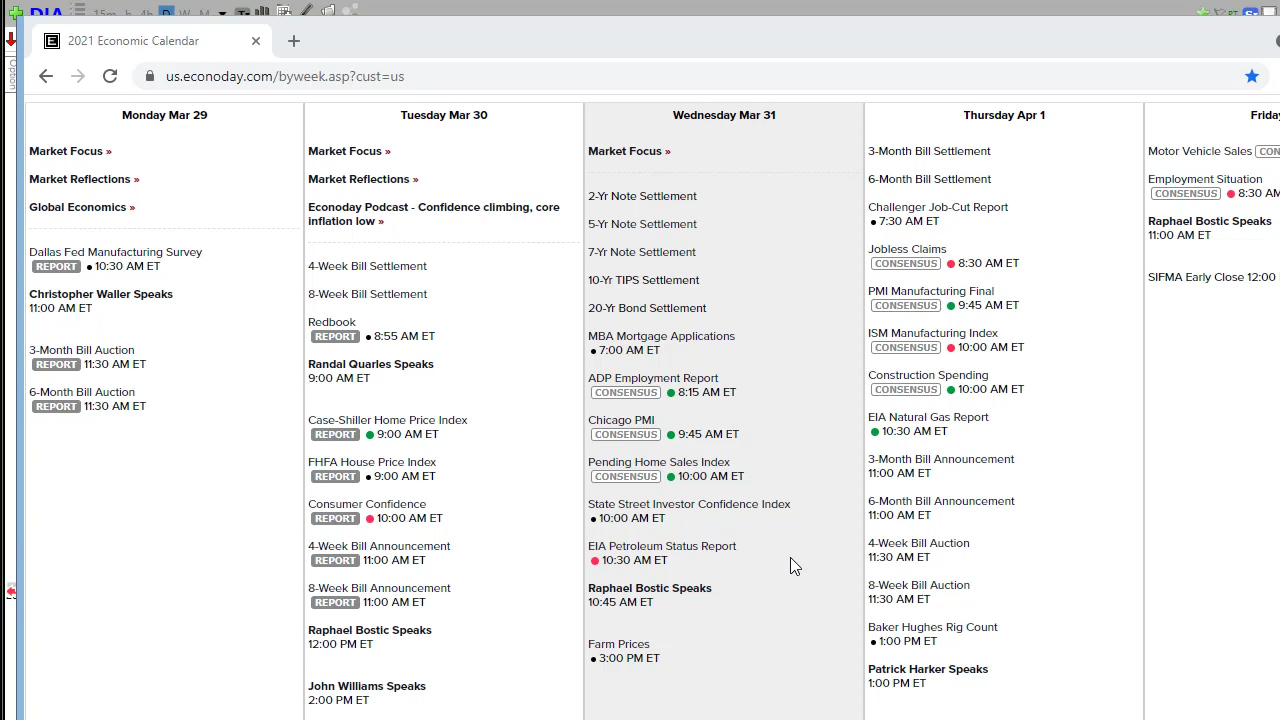 DIA
15m h 4h D W M
2021 Economic Calendar
us.econoday.com/byweek.asp?cust=us
Option
Monday Mar 29
Market Focus »
Market Reflections »
Global Economics »
Dallas Fed Manufacturing Survey
REPORT 10:30 AM ET
Christopher Waller Speaks
11:00 AM ET
3-Month Bill Auction
REPORT 11:30 AM ET
6-Month Bill Auction
REPORT 11:30 AM ET
Tuesday Mar 30
Market Focus »
Market Reflections »
Econoday Podcast - Confidence climbing, core
inflation low »
4-Week Bill Settlement
8-Week Bill Settlement
Redbook
REPORT 8:55 AM ET
Randal Quarles Speaks
9:00 AM ET
Case-Shiller Home Price Index
REPORT 9:00 AM ET
FHFA House Price Index
REPORT 9:00 AM ET
Consumer Confidence
REPORT 10:00 AM ET
4-Week Bill Announcement
REPORT 11:00 AM ET
8-Week Bill Announcement
REPORT 11:00 AM ET
Raphael Bostic Speaks
12:00 PM ET
John Williams Speaks
2:00 PM ET
Wednesday Mar 31
Market Focus »
2-Yr Note Settlement
5-Yr Note Settlement
7-Yr Note Settlement
10-Yr TIPS Settlement
20-Yr Bond Settlement
MBA Mortgage Applications
7:00 AM ET
ADP Employment Report
CONSENSUS 8:15 AM ET
Chicago PMI
CONSENSUS 9:45 AM ET
Pending Home Sales Index
CONSENSUS 10:00 AM ET
State Street Investor Confidence Index
10:00 AM ET
EIA Petroleum Status Report
10:30 AM ET
Raphael Bostic Speaks
10:45 AM ET
Farm Prices
3:00 PM ET
Thursday Apr 1
3-Month Bill Settlement
6-Month Bill Settlement
Challenger Job-Cut Report
7:30 AM ET
Jobless Claims
CONSENSUS 8:30 AM ET
PMI Manufacturing Final
CONSENSUS 9:45 AM ET
ISM Manufacturing Index
CONSENSUS 10:00 AM ET
Construction Spending
CONSENSUS 10:00 AM ET
EIA Natural Gas Report
10:30 AM ET
3-Month Bill Announcement
11:00 AM ET
6-Month Bill Announcement
11:00 AM ET
4-Week Bill Auction
11:30 AM ET
8-Week Bill Auction
11:30 AM ET
Baker Hughes Rig Count
1:00 PM ET
Patrick Harker Speaks
1:00 PM ET
Friday
Motor Vehicle Sales CON
Employment Situation
CONSENSUS 8:30 AM
Raphael Bostic Speaks
11:00 AM ET
SIFMA Early Close 12:00